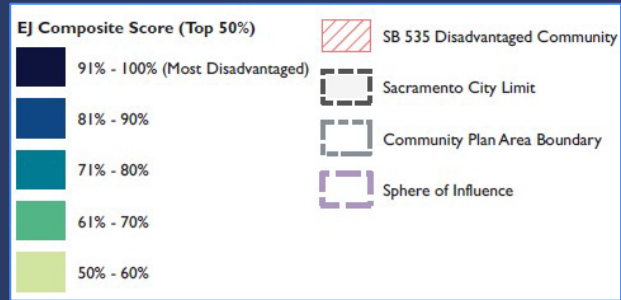 EJ Composite Score (Top 50%)
91% - 100% (Most Disadvantaged)
81% - 90%
71% - 80%
61% - 70%
50% - 60%
SB 535 Disadvantaged Community
Sacramento City Limit
Community Plan Area Boundary
Sphere of Influence